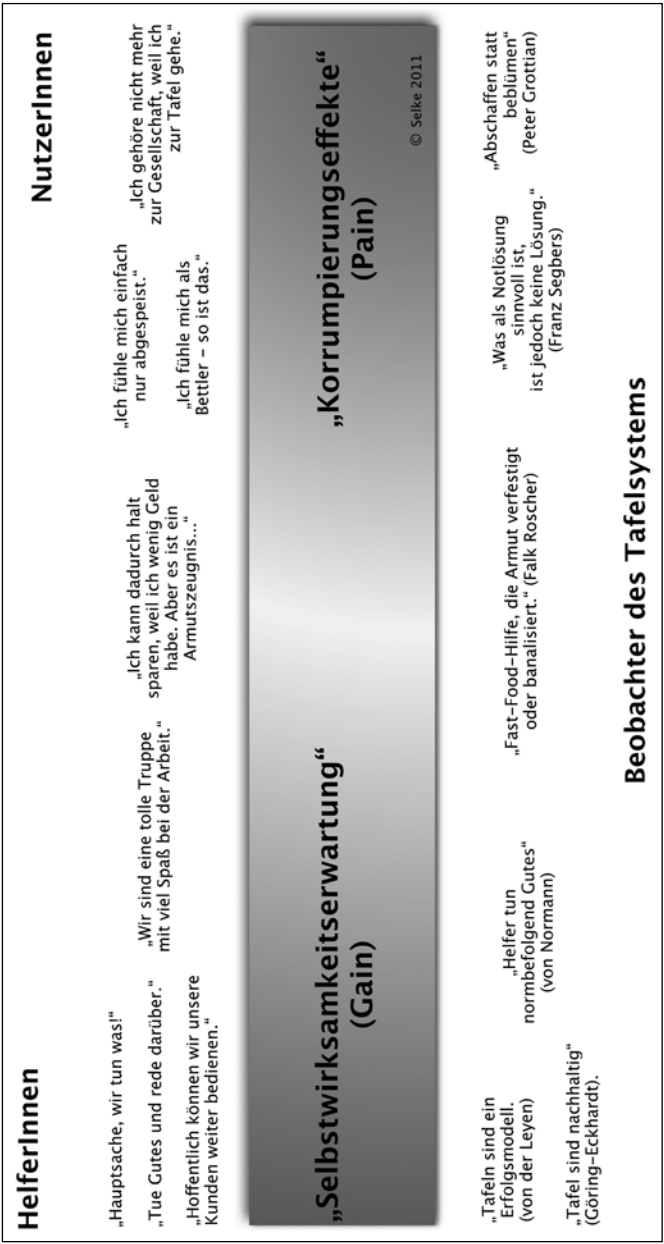 HelferInnen
NutzerInnen
„Hauptsache, wir tun was!“
„Tue Gutes und rede darüber.“
„Hoffentlich können wir unsere
Kunden weiter bedienen.“
„Wir sind eine tolle Truppe
mit viel Spaß bei der Arbeit.“
„Ich kann dadurch halt
sparen, weil ich wenig Geld
habe. Aber es ist ein
Armutszeugnis...“
„Ich fühle mich einfach
nur abgespeist.“
„Ich fühle mich als
Bettler – so ist das.“
„Ich gehöre nicht mehr
zur Gesellschaft, weil ich
zur Tafel gehe.“
„Selbstwirksamkeitserwartung“
(Gain)
„Korrumpierungseffekte“
(Pain)
© Selke 2011
„Tafeln sind ein
Erfolgsmodell.
(von der Leyen)
„Tafel sind nachhaltig“
(Göring-Eckhardt).
„Helfer tun
normbefolgend Gutes“
(von Normann)
„Fast-Food-Hilfe, die Armut verfestigt
oder banalisiert.“ (Falk Roscher)
„Was als Notlösung
sinnvoll ist,
ist jedoch keine Lösung.“
(Franz Segbers)
„Abschaffen statt
beblümen“
(Peter Grottian)
Beobachter des Tafelsystems